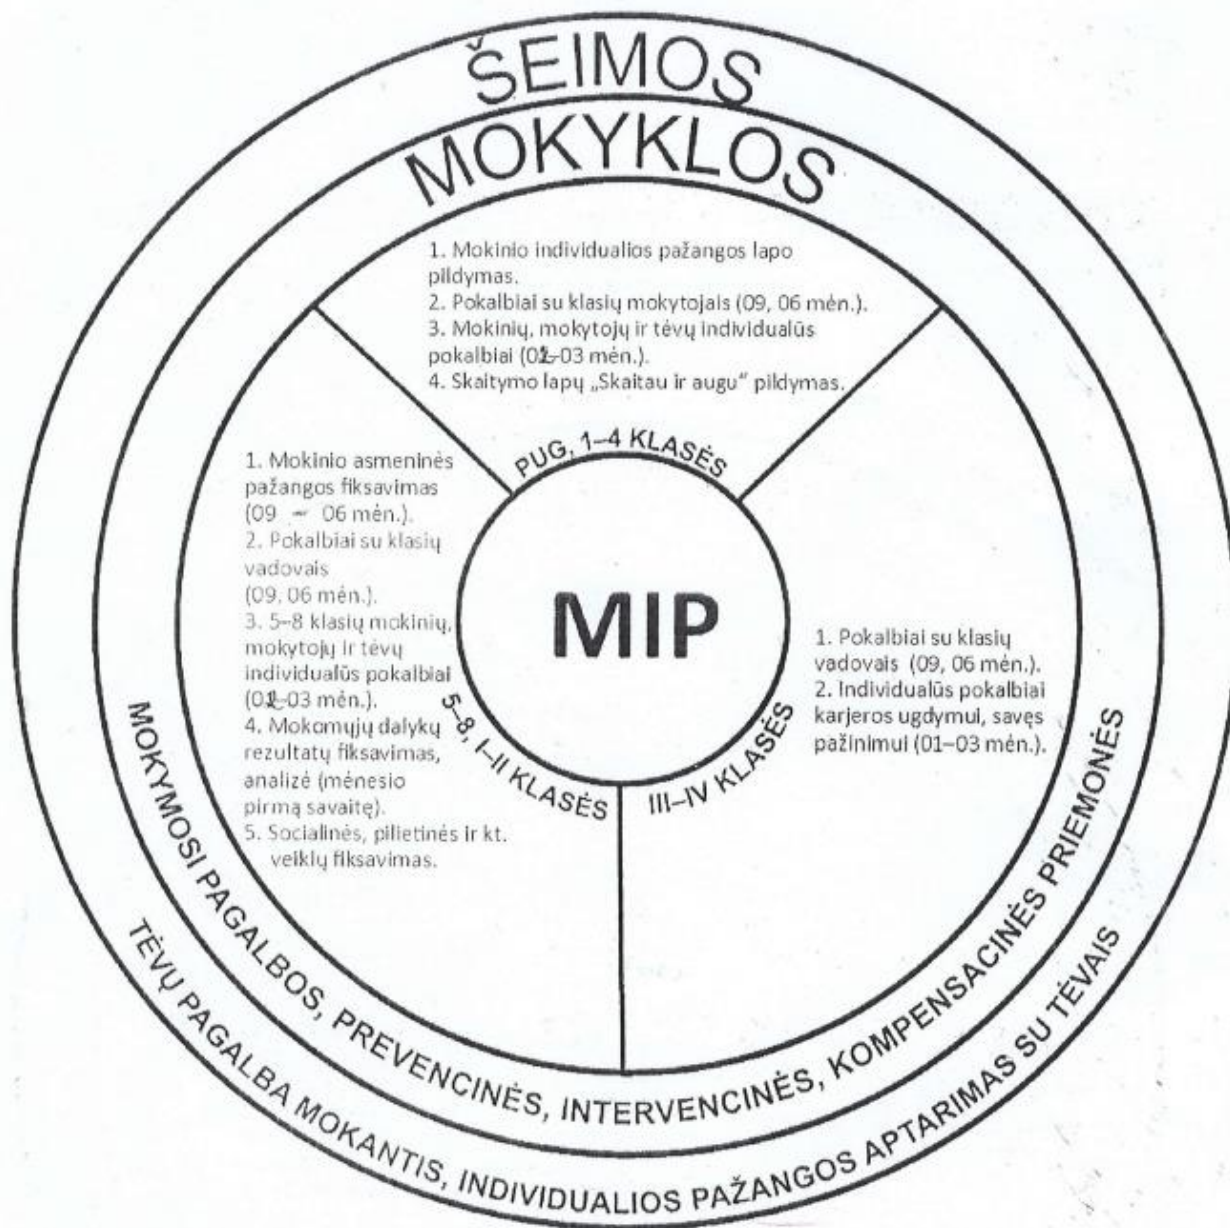 ŠEIMOS
MOKYKLOS
1. Mokinio individualios pažangos lapo
pildymas.
2. Pokalbiai su klasių mokytojais (09, 06 mėn.).
3. Mokinių, mokytojų ir tėvų individualūs
pokalbiai (-03 mėn.).
4. Skaitymo lapų „Skaitau ir augu“ pildymas.
PUG, 1–4 KLASĖS
1. Mokinio asmeninės
pažangos fiksavimas
(09 – 06 mėn.).
2. Pokalbiai su klasių
vadovais
(09, 06 mėn.).
3. 5–8 klasių mokinių,
mokytojų ir tėvų
individualūs pokalbiai
(-03 mėn.).
4. Mokomųjų dalykų
rezultatų fiksavimas,
analizė (mėnesio
pirmą savaitę).
5. Socialinės, pilietinės ir kt.
veiklų fiksavimas.
5–8, I–II KLASĖS
MIP
1. Pokalbiai su klasių
vadovais (09, 06 mėn.).
2. Individualūs pokalbiai
karjeros ugdymui, savęs
pažinimui (01–03 mėn.).
III–IV KLASĖS
MOKYMOSI PAGALBOS, PREVENCINĖS, INTERVENCINĖS, KOMPENSACINĖS PRIEMONĖS
TĖVŲ PAGALBA MOKANTIS, INDIVIDUALIOS PAŽANGOS APTARIMAS SU TĖVAIS